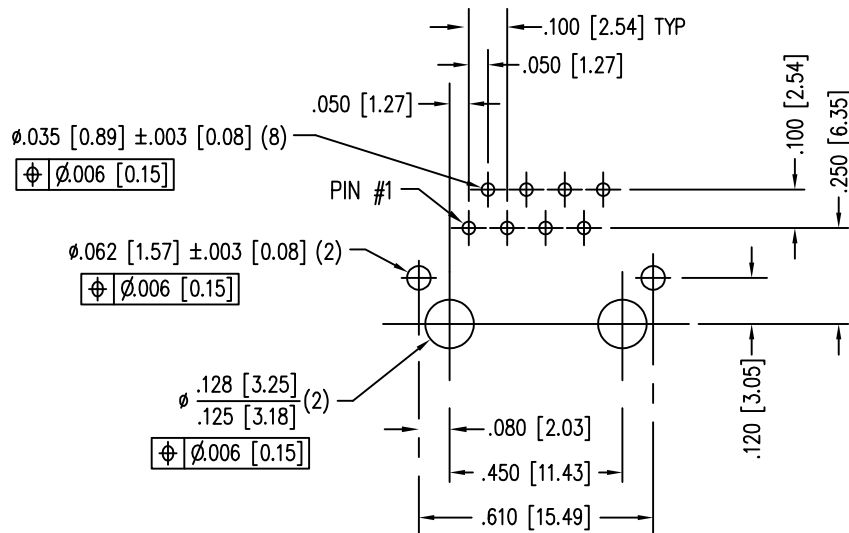 .100 [2.54] TYP
.050 [1.27]
.050 [1.27]
.100 [2.54]
.250 [6.35]
ø.035 [0.89] ±.003 [0.08] (8)
⌖ Ø.006 [0.15]
PIN #1
ø.062 [1.57] ±.003 [0.08] (2)
⌖ Ø.006 [0.15]
ø .128 [3.25]
.125 [3.18] (2)
⌖ Ø.006 [0.15]
.120 [3.05]
.080 [2.03]
.450 [11.43]
.610 [15.49]